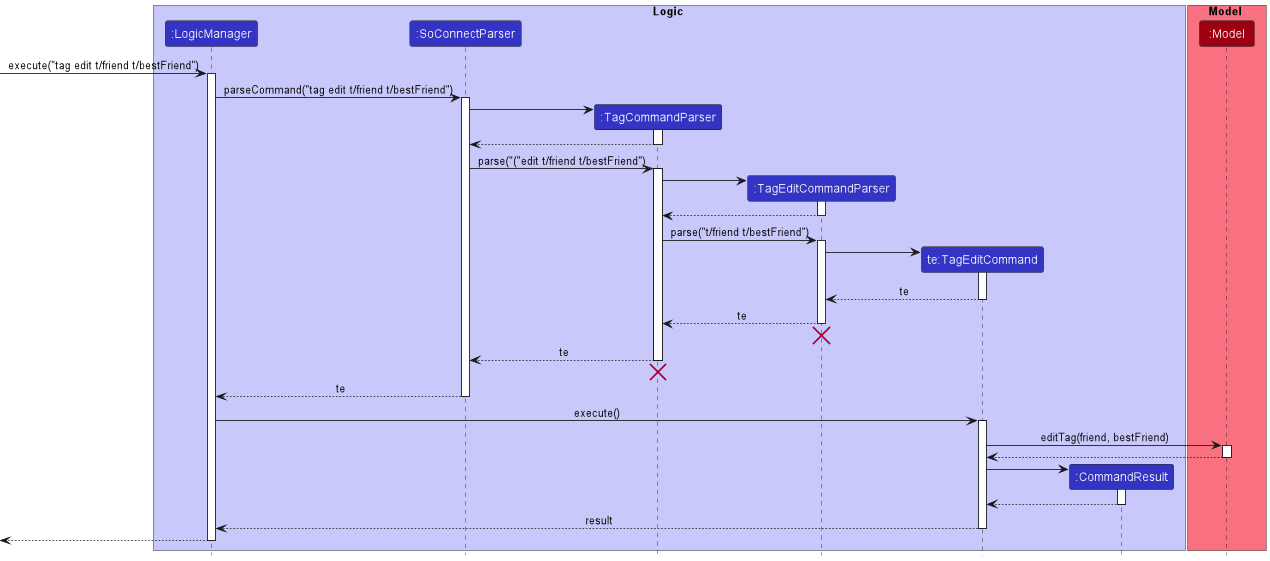 Logic
Model
:LogicManager
:SoConnectParser
:Model
execute("tag edit t/friend t/bestFriend")
parseCommand("tag edit t/friend t/bestFriend")
:TagCommandParser
parse("("edit t/friend t/bestFriend")
:TagEditCommandParser
parse("t/friend t/bestFriend")
te:TagEditCommand
te
te
te
te
execute()
editTag(friend, bestFriend)
:CommandResult
result